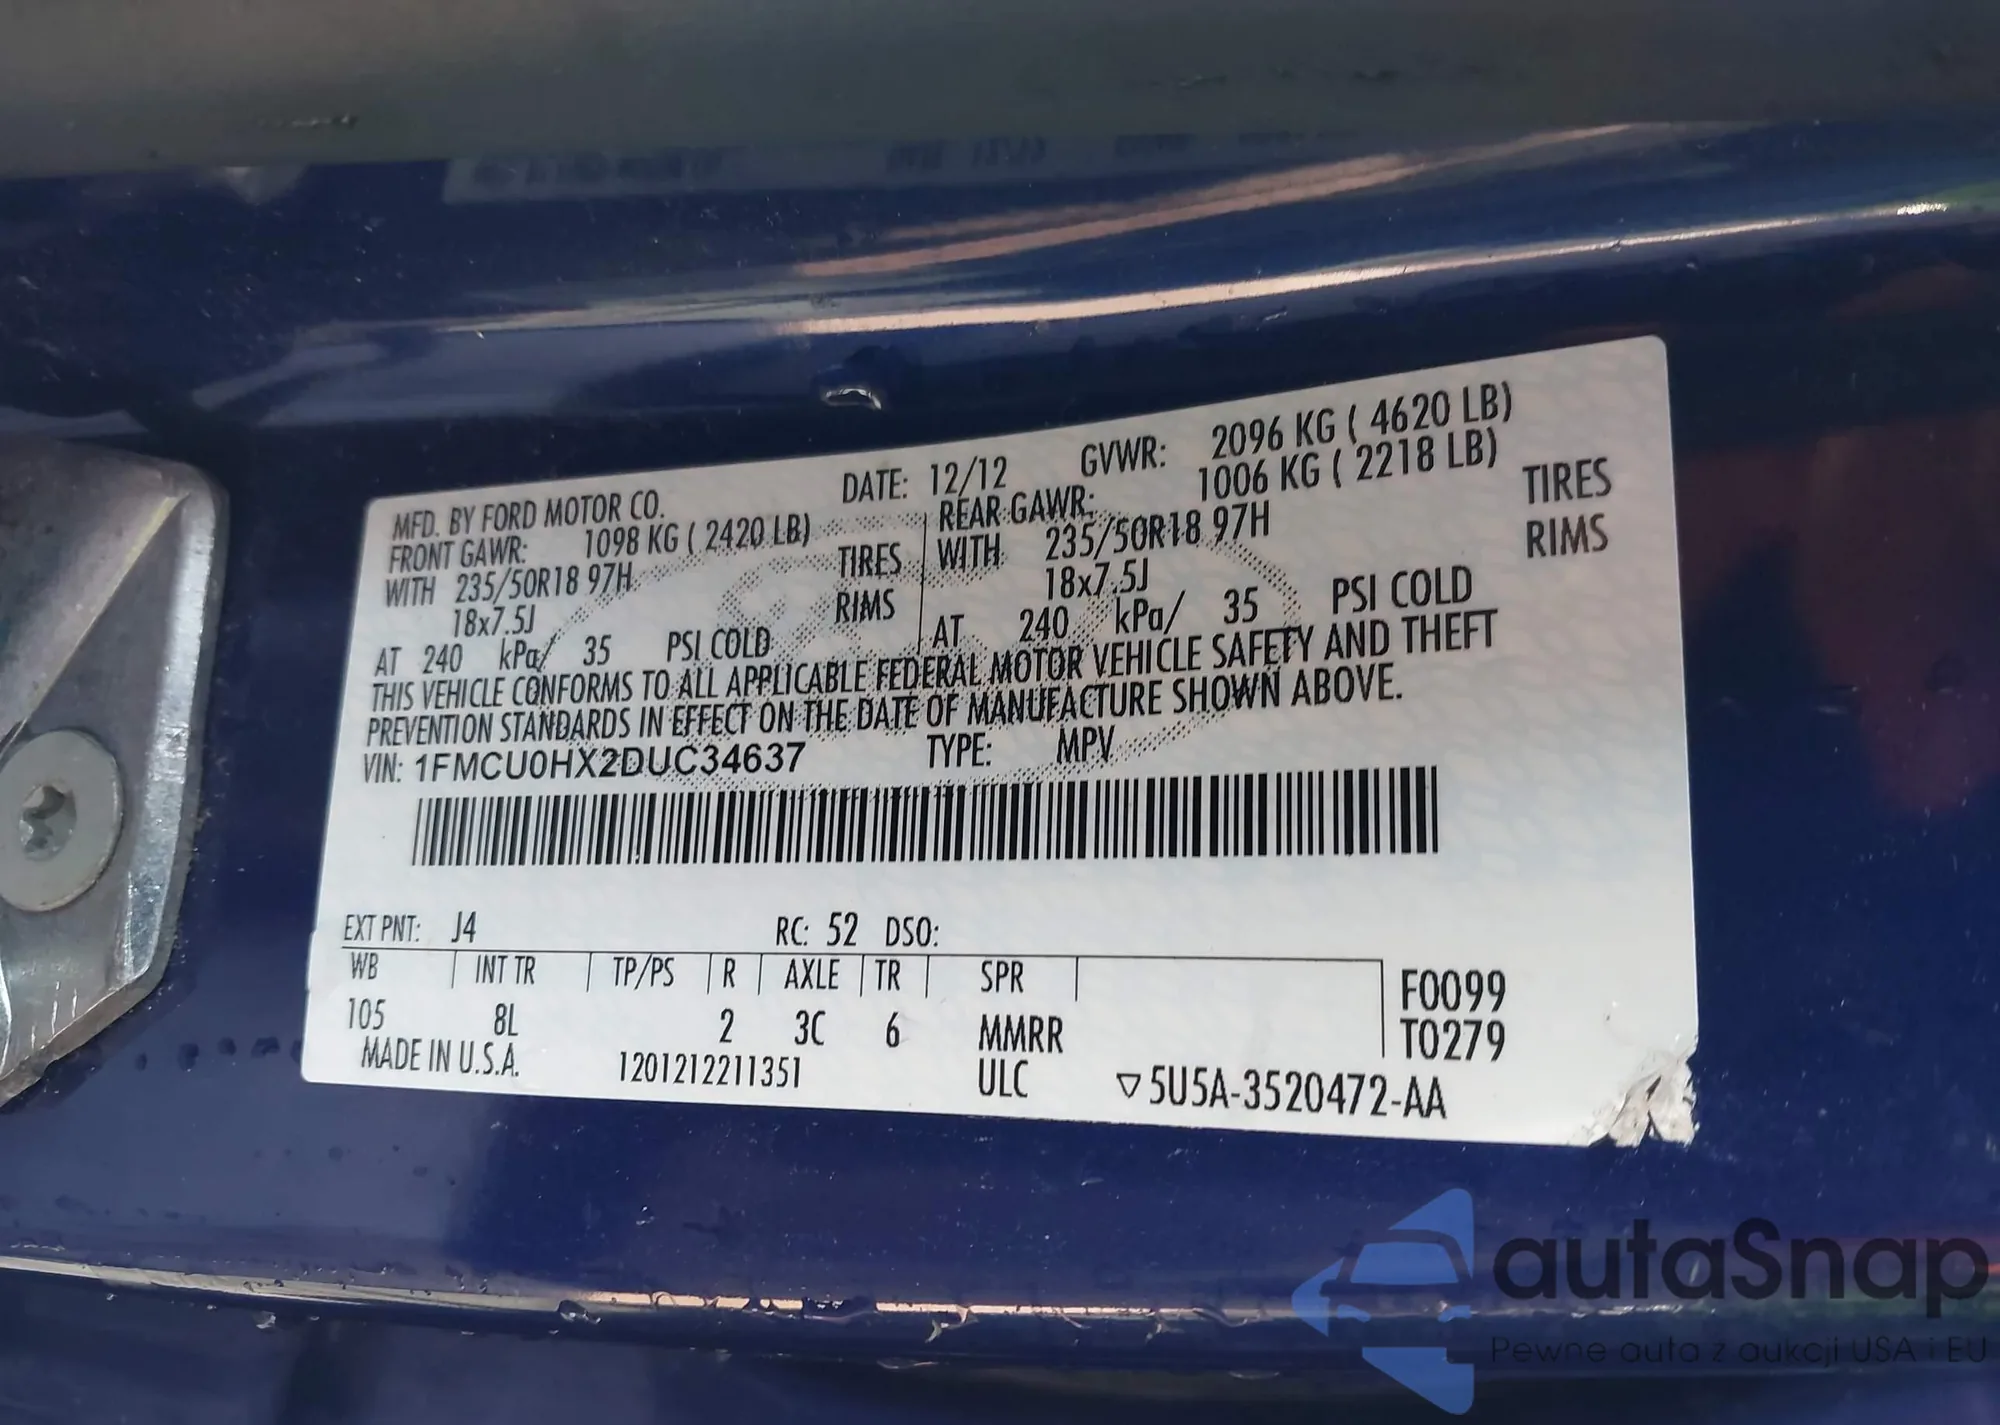 MFD. BY FORD MOTOR CO. DATE: 12/12 GVWR: 2096 KG ( 4620 LB)
FRONT GAWR: 1098 KG ( 2420 LB) REAR GAWR: 1006 KG ( 2218 LB)
WITH 235/50R18 97H TIRES WITH 235/50R18 97H TIRES
18x7.5J RIMS 18x7.5J RIMS
AT 240 kPa/ 35 PSI COLD AT 240 kPa/ 35 PSI COLD
THIS VEHICLE CONFORMS TO ALL APPLICABLE FEDERAL MOTOR VEHICLE SAFETY AND THEFT
PREVENTION STANDARDS IN EFFECT ON THE DATE OF MANUFACTURE SHOWN ABOVE.
VIN: 1FMCU0HX2DUC34637 TYPE: MPV
EXT PNT: J4 RC: 52 DSO:
WB INT TR TP/PS R AXLE TR SPR F0099
105 8L 2 3C 6 MMRR T0279
MADE IN U.S.A. 1201212211351 ULC ▽5U5A-3520472-AA
autaSnap
Pewne auta z aukcji USA i EU